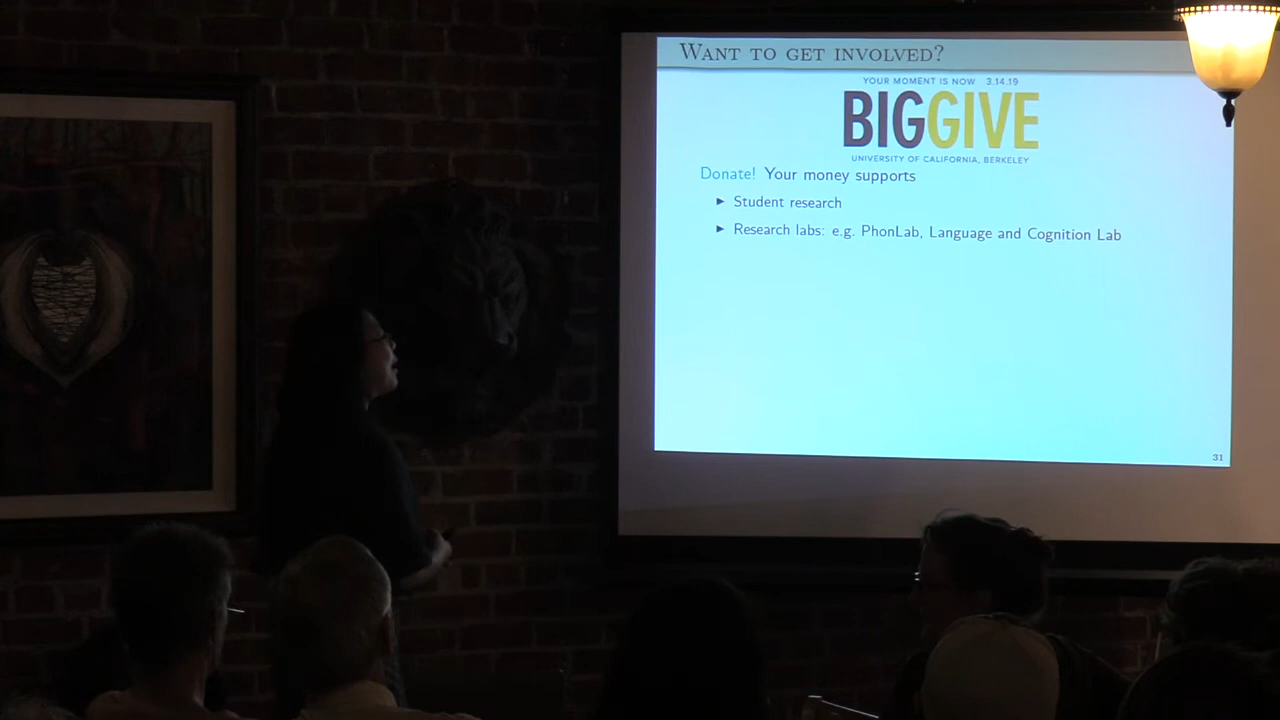 WANT TO GET INVOLVED?
YOUR MOMENT IS NOW 3.14.19
BIGGIVE
UNIVERSITY OF CALIFORNIA, BERKELEY
Donate! Your money supports
▶ Student research
▶ Research labs: e.g. PhonLab, Language and Cognition Lab
31